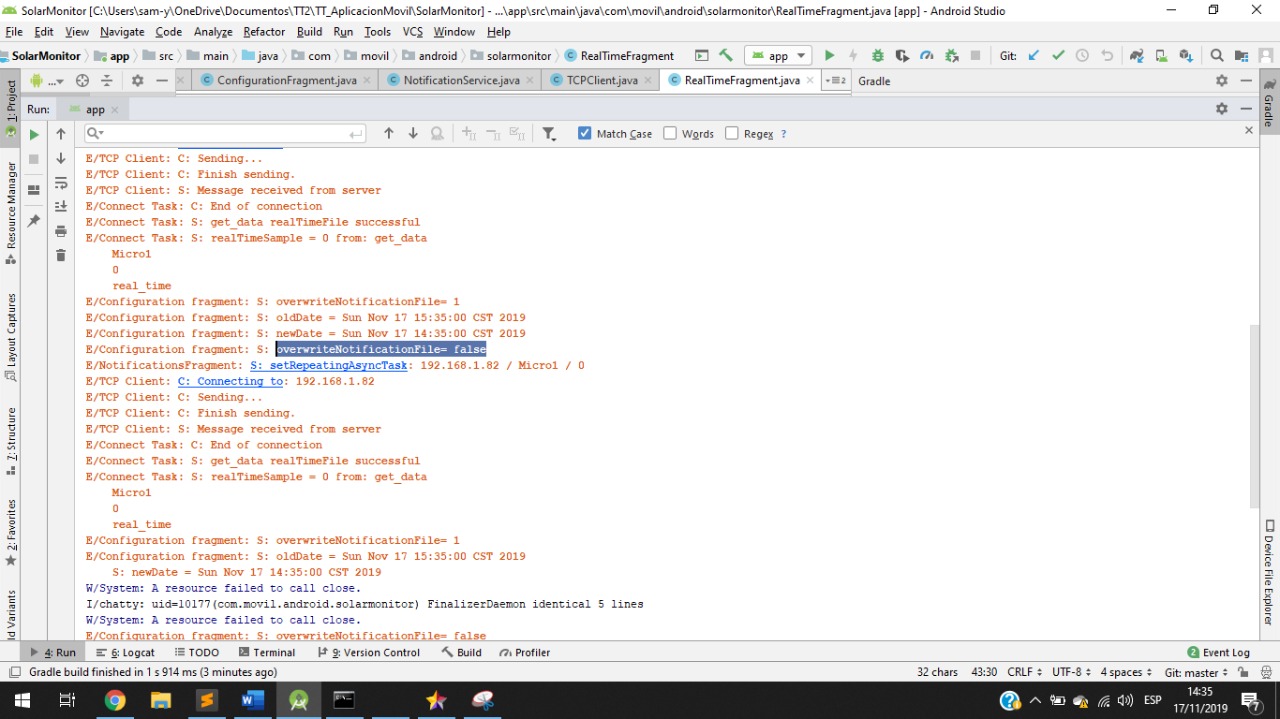 SolarMonitor [C:\Users\sam-y\OneDrive\Documentos\TT2\TT_AplicacionMovil\SolarMonitor] - ...\app\src\main\java\com\movil\android\solarmonitor\RealTimeFragment.java [app] - Android Studio
File Edit View Navigate Code Analyze Refactor Build Run Tools VCS Window Help
SolarMonitor app src main java com movil android solarmonitor RealTimeFragment app Git:
... ConfigurationFragment.java NotificationService.java TCPClient.java RealTimeFragment.java 2 Gradle
Run: app
Match Case Words Regex ?
E/TCP Client: C: Sending...
E/TCP Client: C: Finish sending.
E/TCP Client: S: Message received from server
E/Connect Task: C: End of connection
E/Connect Task: S: get_data realTimeFile successful
E/Connect Task: S: realTimeSample = 0 from: get_data
Micro1
0
real_time
E/Configuration fragment: S: overwriteNotificationFile= 1
E/Configuration fragment: S: oldDate = Sun Nov 17 15:35:00 CST 2019
E/Configuration fragment: S: newDate = Sun Nov 17 14:35:00 CST 2019
E/Configuration fragment: S: overwriteNotificationFile= false
E/NotificationsFragment: S: setRepeatingAsyncTask: 192.168.1.82 / Micro1 / 0
E/TCP Client: C: Connecting to: 192.168.1.82
E/TCP Client: C: Sending...
E/TCP Client: C: Finish sending.
E/TCP Client: S: Message received from server
E/Connect Task: C: End of connection
E/Connect Task: S: get_data realTimeFile successful
E/Connect Task: S: realTimeSample = 0 from: get_data
Micro1
0
real_time
E/Configuration fragment: S: overwriteNotificationFile= 1
E/Configuration fragment: S: oldDate = Sun Nov 17 15:35:00 CST 2019
S: newDate = Sun Nov 17 14:35:00 CST 2019
W/System: A resource failed to call close.
I/chatty: uid=10177(com.movil.android.solarmonitor) FinalizerDaemon identical 5 lines
W/System: A resource failed to call close.
E/Configuration fragment: S: overwriteNotificationFile= false
1: Project
Resource Manager
Layout Captures
7: Structure
2: Favorites
ld Variants
Gradle
Device File Explorer
4: Run 6: Logcat TODO Terminal 9: Version Control Build Profiler 2 Event Log
Gradle build finished in 1 s 914 ms (3 minutes ago) 32 chars 43:30 CRLF UTF-8 4 spaces Git: master
ESP 14:35
17/11/2019 7